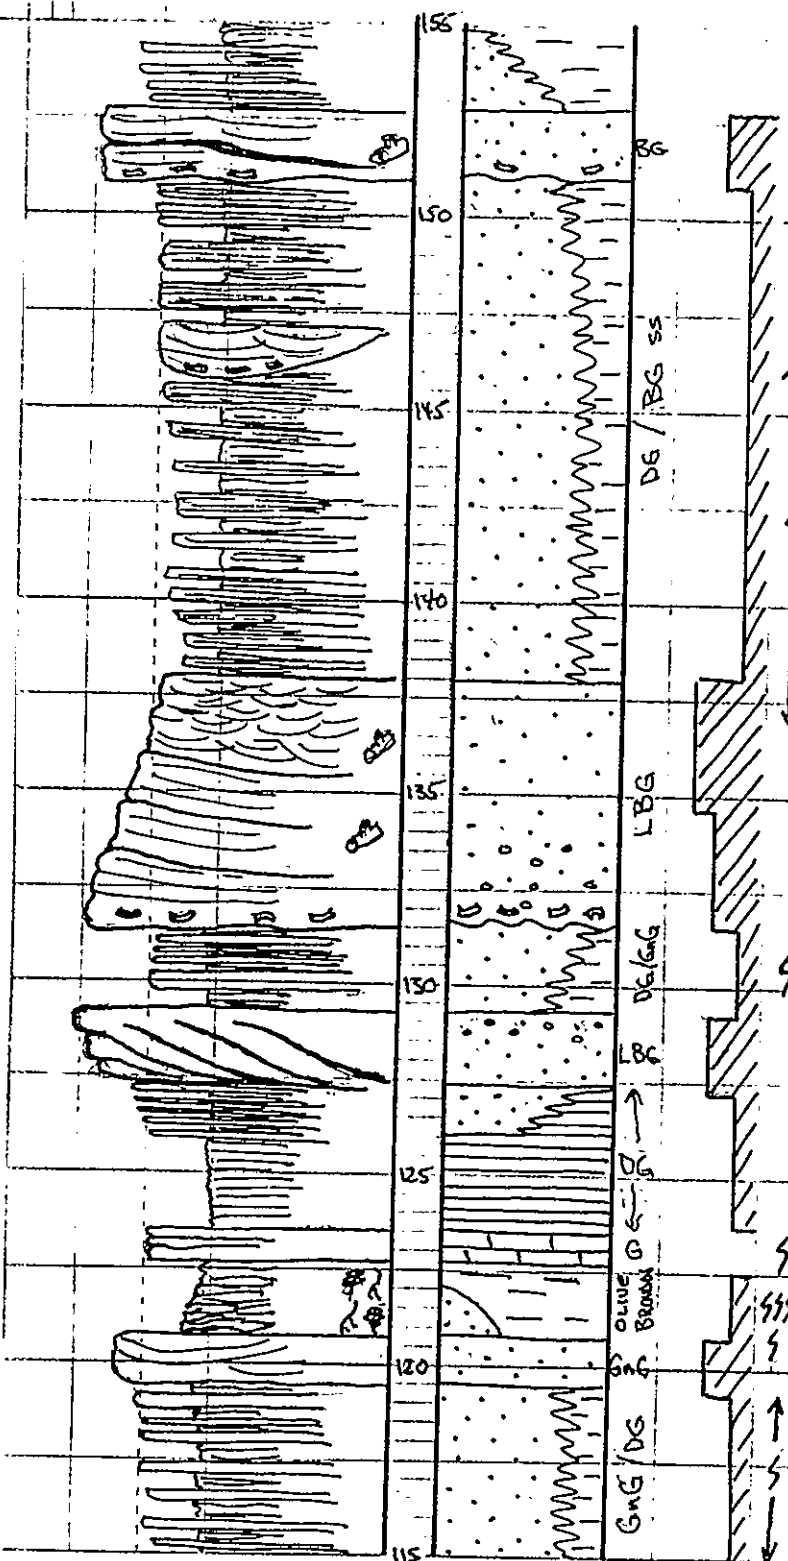 155
BG
150
DG / BG SS
145
140
135
LBG
DG/GnG
130
LBG
DG
125
G
OLIVE
BROWN
120
GnG
GnG/DG
115